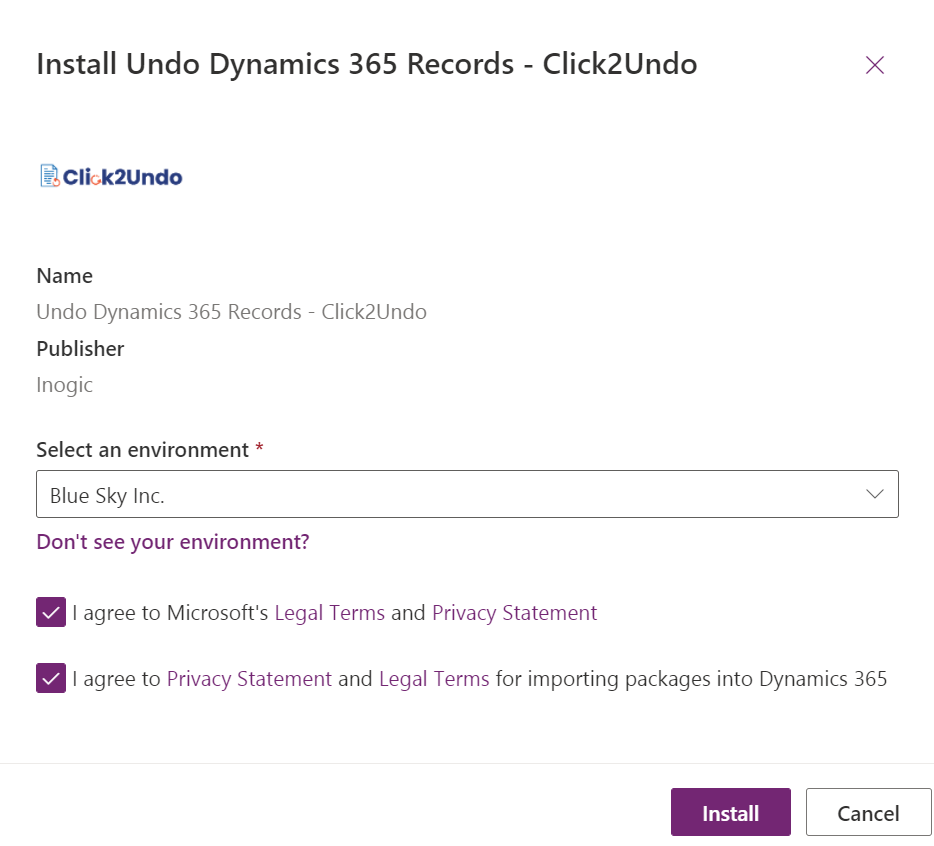 Install Undo Dynamics 365 Records - Click2Undo
Click2Undo
Name
Undo Dynamics 365 Records - Click2Undo
Publisher
Inogic
Select an environment *
Blue Sky Inc.
Don't see your environment?
I agree to Microsoft's Legal Terms and Privacy Statement
I agree to Privacy Statement and Legal Terms for importing packages into Dynamics 365
Install Cancel